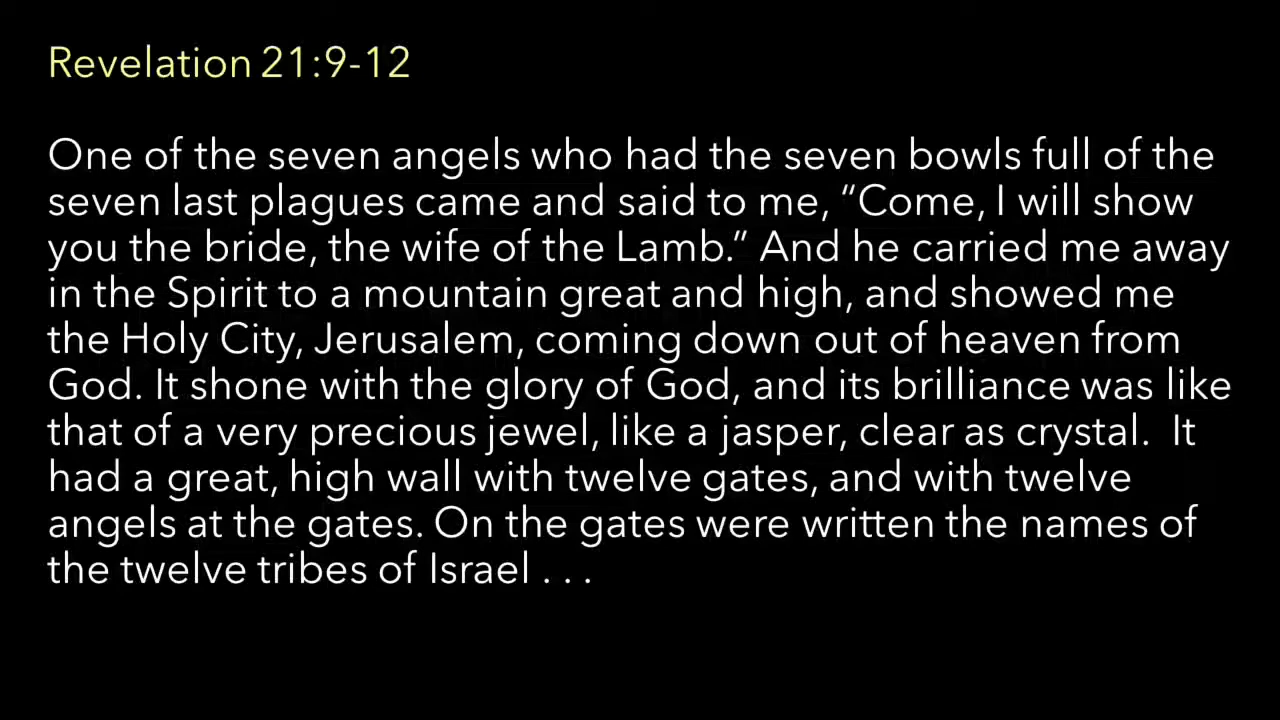 Revelation 21:9-12
One of the seven angels who had the seven bowls full of the
seven last plagues came and said to me, “Come, I will show
you the bride, the wife of the Lamb.” And he carried me away
in the Spirit to a mountain great and high, and showed me
the Holy City, Jerusalem, coming down out of heaven from
God. It shone with the glory of God, and its brilliance was like
that of a very precious jewel, like a jasper, clear as crystal.  It
had a great, high wall with twelve gates, and with twelve
angels at the gates. On the gates were written the names of
the twelve tribes of Israel . . .